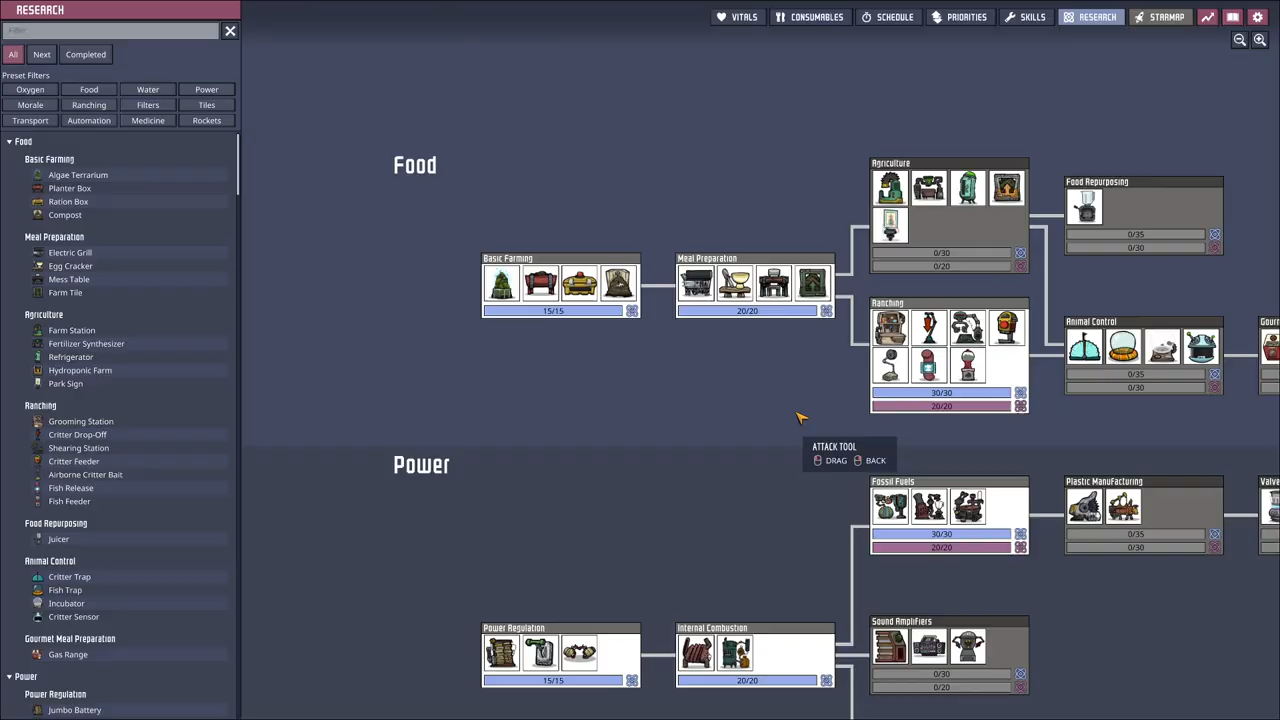 RESEARCH
VITALS
CONSUMABLES
SCHEDULE
PRIORITIES
SKILLS
RESEARCH
STARMAP
Filter
All
Next
Completed
Preset Filters
Oxygen
Food
Water
Power
Morale
Ranching
Filters
Tiles
Transport
Automation
Medicine
Rockets
Food
Basic Farming
Algae Terrarium
Planter Box
Ration Box
Compost
Meal Preparation
Electric Grill
Egg Cracker
Mess Table
Farm Tile
Agriculture
Farm Station
Fertilizer Synthesizer
Refrigerator
Hydroponic Farm
Park Sign
Ranching
Grooming Station
Critter Drop-Off
Shearing Station
Critter Feeder
Airborne Critter Bait
Fish Release
Fish Feeder
Food Repurposing
Juicer
Animal Control
Critter Trap
Fish Trap
Incubator
Critter Sensor
Gourmet Meal Preparation
Gas Range
Power
Power Regulation
Jumbo Battery
Food
Basic Farming
15/15
Meal Preparation
20/20
Agriculture
0/30
0/20
Food Repurposing
0/35
0/30
Ranching
30/30
20/20
Animal Control
0/35
0/30
Gour
ATTACK TOOL
DRAG BACK
Power
Fossil Fuels
30/30
20/20
Plastic Manufacturing
0/35
0/30
Valve
Power Regulation
15/15
Internal Combustion
20/20
Sound Amplifiers
0/30
0/20